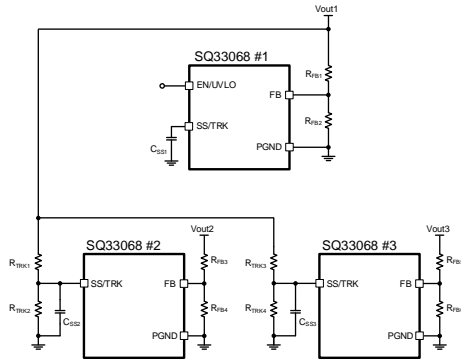 Vout1
SQ33068 #1
RFB1
EN/UVLO
FB
SS/TRK
RFB2
CSS1
PGND
Vout2
Vout3
SQ33068 #2
SQ33068 #3
RTRK1
RFB3
RTRK3
RFB5
SS/TRK
FB
SS/TRK
FB
RTRK2
CSS2
RFB4
RTRK4
CSS3
PGND
PGND